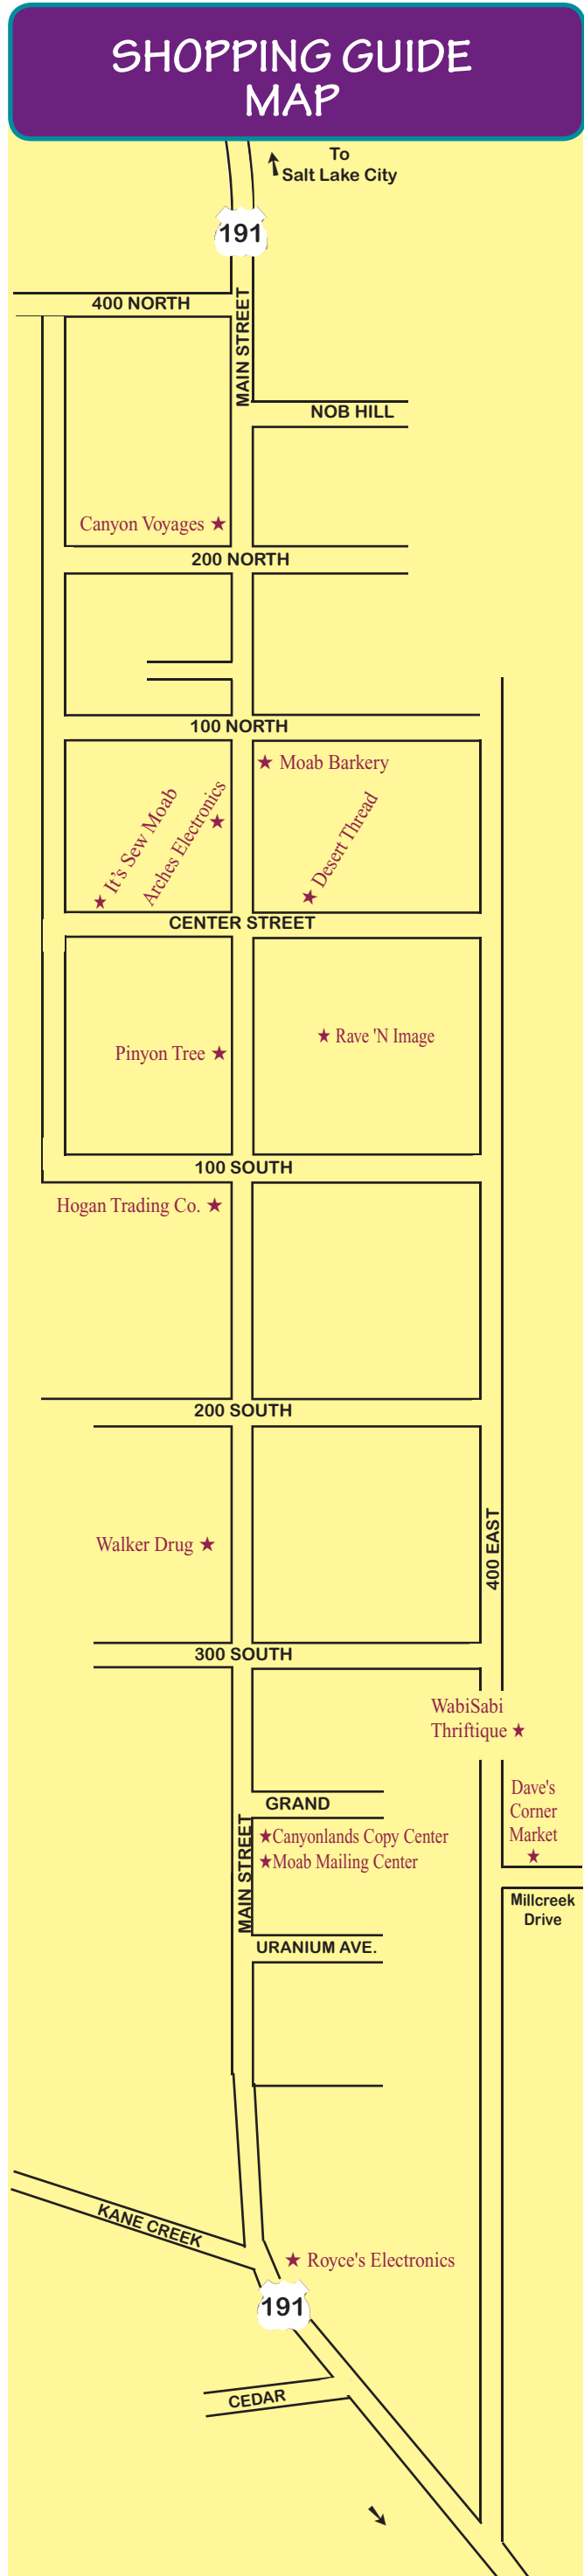 SHOPPING GUIDE
MAP
To
Salt Lake City
191
400 NORTH
MAIN STREET
NOB HILL
Canyon Voyages
200 NORTH
100 NORTH
Moab Barkery
It's Sew Moab
Arches Electronics
Desert Thread
CENTER STREET
Rave 'N Image
Pinyon Tree
100 SOUTH
Hogan Trading Co.
200 SOUTH
Walker Drug
400 EAST
300 SOUTH
WabiSabi
Thriftique
Dave's
Corner
Market
GRAND
MAIN STREET
Canyonlands Copy Center
Moab Mailing Center
Millcreek
Drive
URANIUM AVE.
KANE CREEK
Royce's Electronics
191
CEDAR